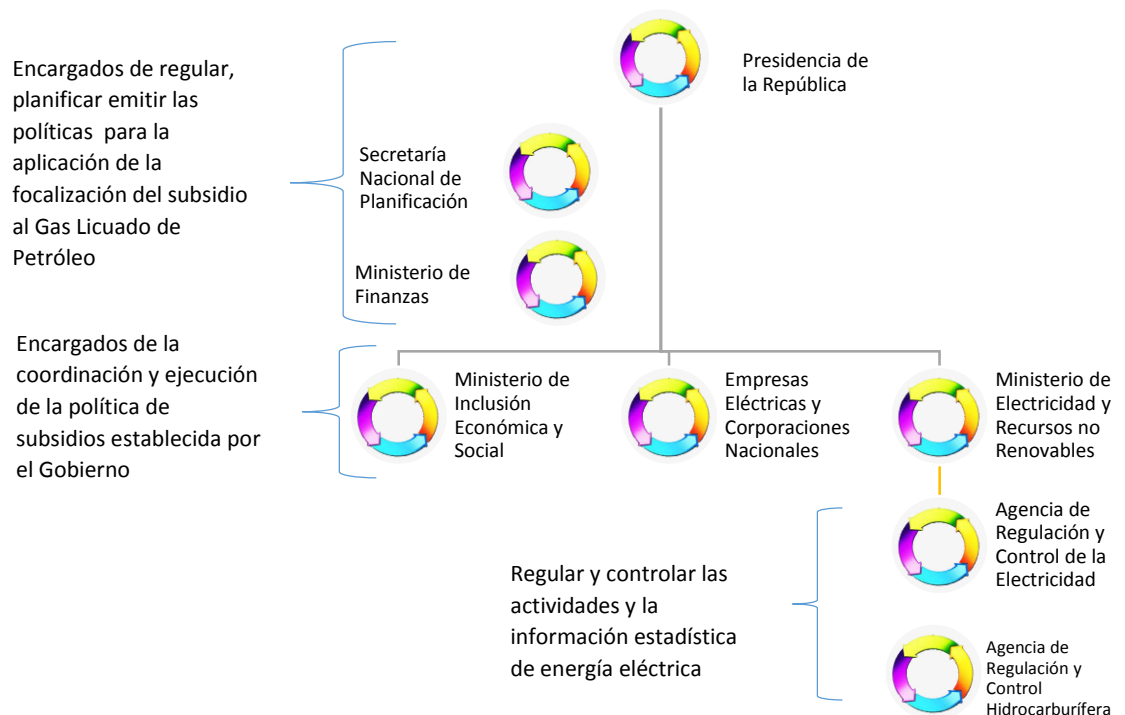 Presidencia de
la República
Encargados de regular,
planificar emitir las
políticas para la
aplicación de la
focalización del subsidio
al Gas Licuado de
Petróleo
Secretaría
Nacional de
Planificación
Ministerio de
Finanzas
Encargados de la
coordinación y ejecución
de la política de
subsidios establecida por
el Gobierno
Ministerio de
Inclusión
Económica y
Social
Empresas
Eléctricas y
Corporaciones
Nacionales
Ministerio de
Electricidad y
Recursos no
Renovables
Regular y controlar las
actividades y la
información estadística
de energía eléctrica
Agencia de
Regulación y
Control de la
Electricidad
Agencia de
Regulación y
Control
Hidrocarburífera